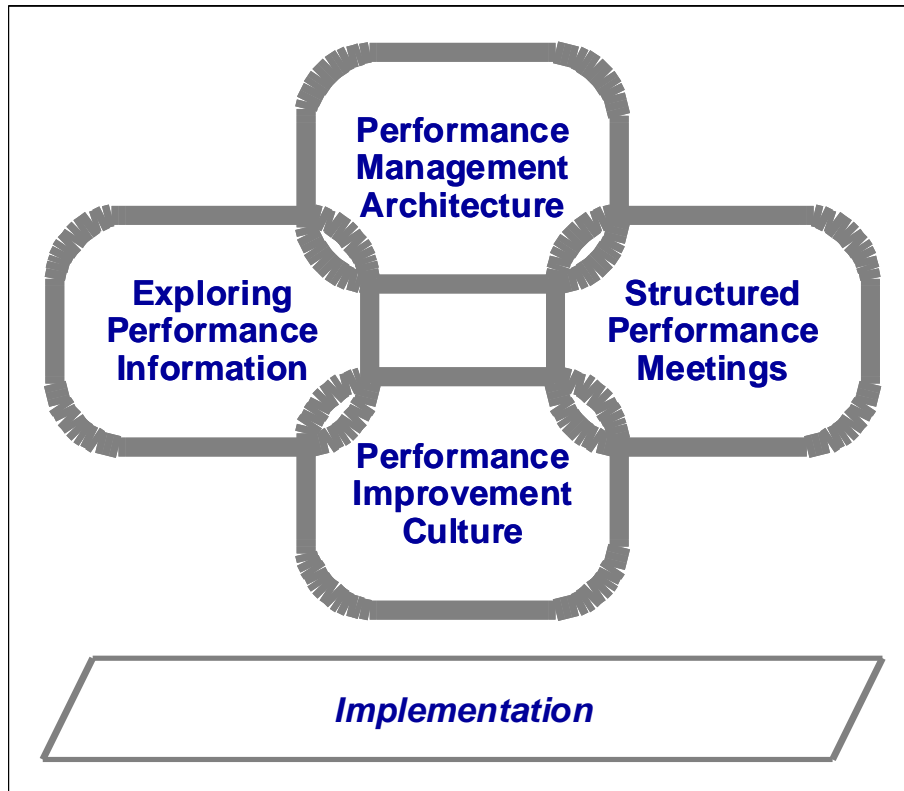 Performance
Management
Architecture
Exploring
Performance
Information
Structured
Performance
Meetings
Performance
Improvement
Culture
Implementation